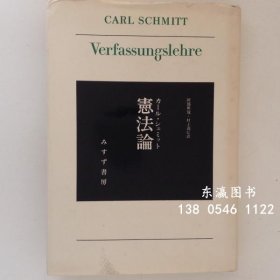 CARL SCHMITT
Verfassungslehre
カール・シュミット
憲法論
みすず書房
东瀛图书
138 0546 1122